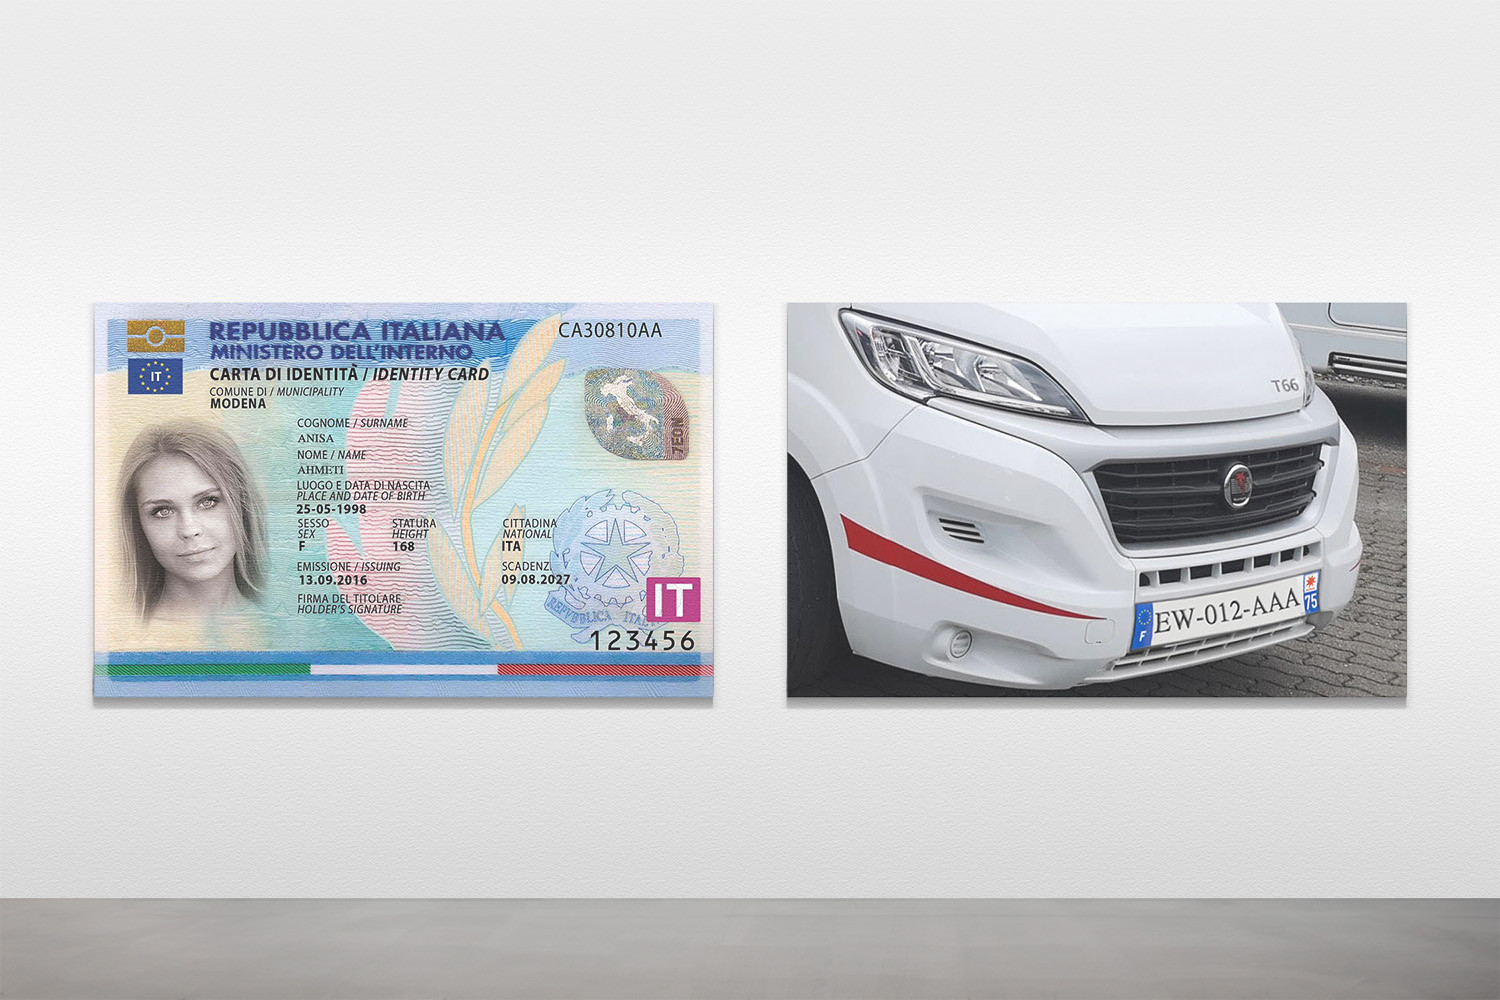 REPUBBLICA ITALIANA
CA30810AA
MINISTERO DELL'INTERNO
IT
CARTA DI IDENTITÀ / IDENTITY CARD
COMUNE DI / MUNICIPALITY
MODENA
COGNOME / SURNAME
ANISA
NOME / NAME
AHMETI
LUOGO E DATA DI NASCITA
PLACE AND DATE OF BIRTH
25-05-1998
SESSO STATURA CITTADINA
SEX HEIGHT NATIONAL
F 168 ITA
EMISSIONE / ISSUING SCADENZ
13.09.2016 09.08.2027
FIRMA DEL TITOLARE
HOLDER'S SIGNATURE
REPVBBLICA ITAL
IT
123456
T66
F EW-012-AAA 75